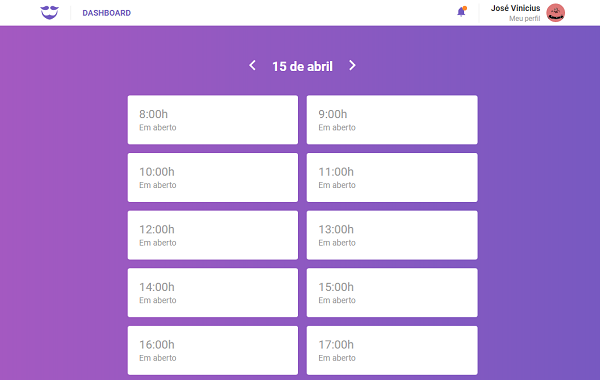 DASHBOARD
José Vinicius
Meu perfil
15 de abril
8:00h
Em aberto
9:00h
Em aberto
10:00h
Em aberto
11:00h
Em aberto
12:00h
Em aberto
13:00h
Em aberto
14:00h
Em aberto
15:00h
Em aberto
16:00h
Em aberto
17:00h
Em aberto